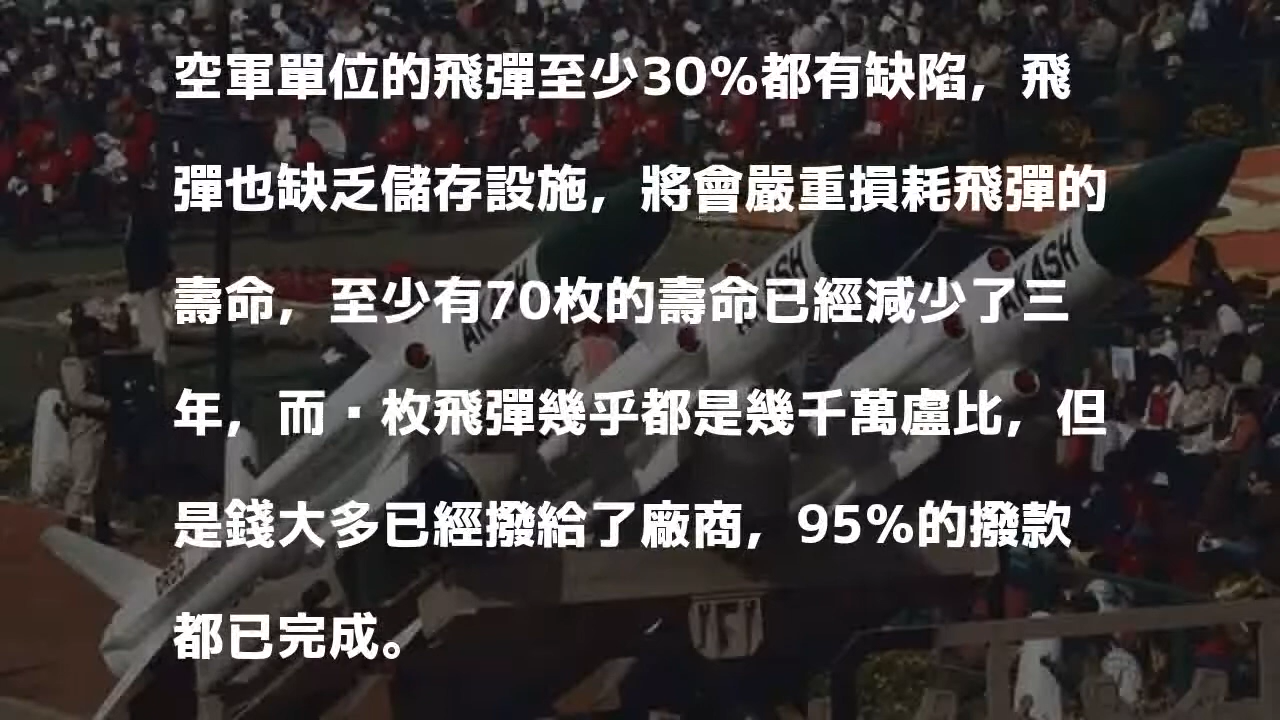 空軍單位的飛彈至少30%都有缺陷，飛
彈也缺乏儲存設施，將會嚴重損耗飛彈的
壽命，至少有70枚的壽命已經減少了三
年，而▪枚飛彈幾乎都是幾千萬盧比，但
是錢大多已經撥給了廠商，95%的撥款
都已完成。
AKASH
AKASH
AKASH